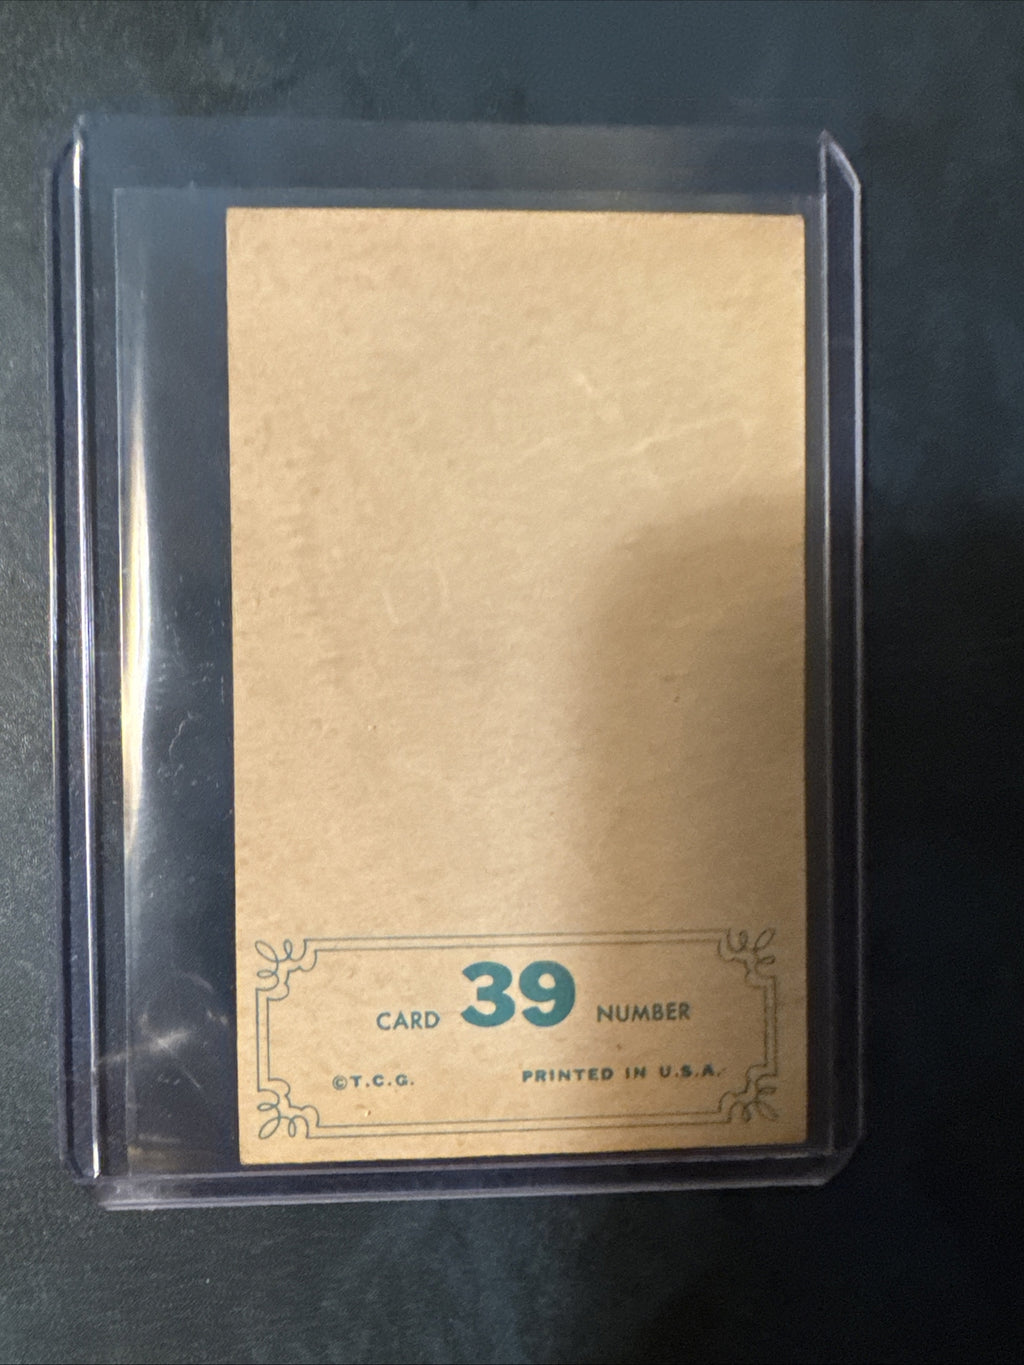 CARD 39 NUMBER
©T.C.G. PRINTED IN U.S.A.